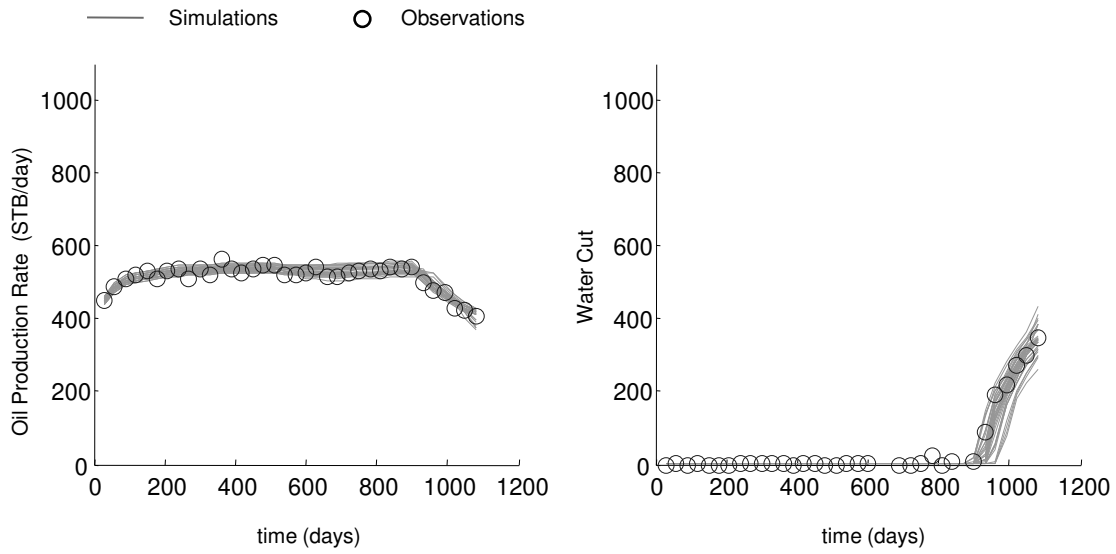 Simulations Observations
1000
800
600
400
200
0
0 200 400 600 800 1000 1200
Oil Production Rate (STB/day)
time (days)
1000
800
600
400
200
0
0 200 400 600 800 1000 1200
Water Cut
time (days)